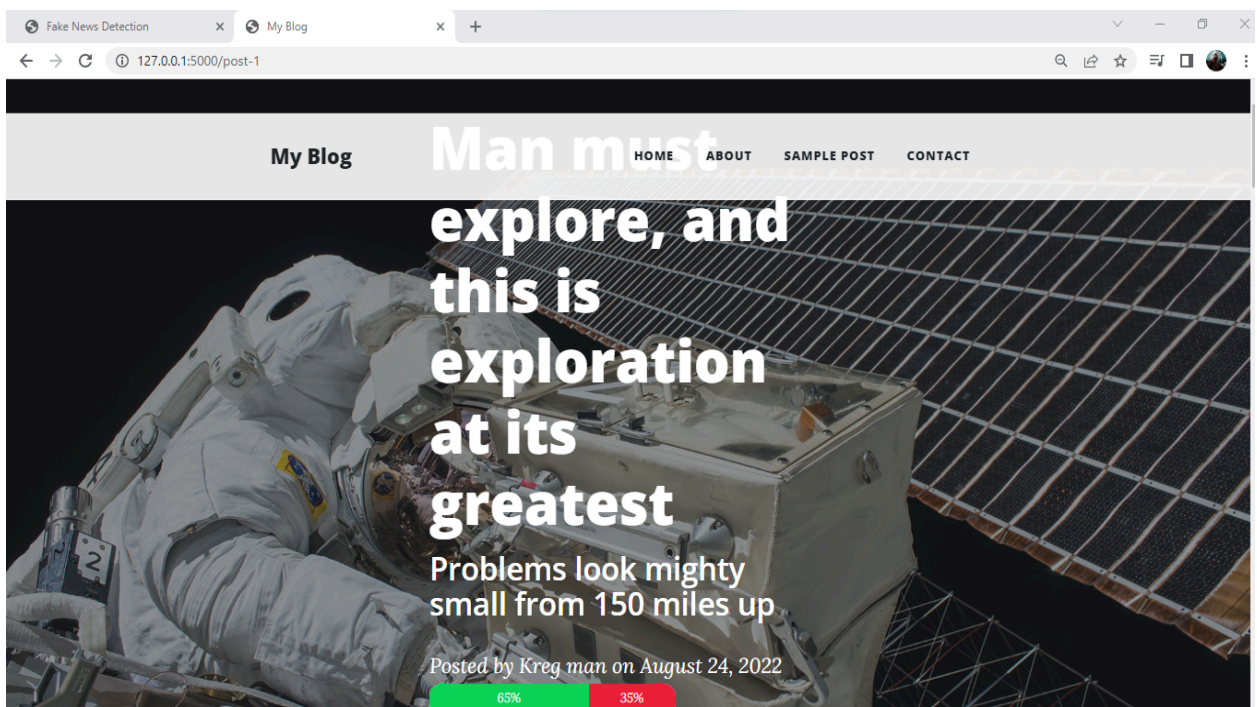 Fake News Detection
My Blog
127.0.0.1:5000/post-1
My Blog
HOME ABOUT SAMPLE POST CONTACT
Man must
explore, and
this is
exploration
at its
greatest
Problems look mighty
small from 150 miles up
Posted by Kreg man on August 24, 2022
65% 35%
2
2